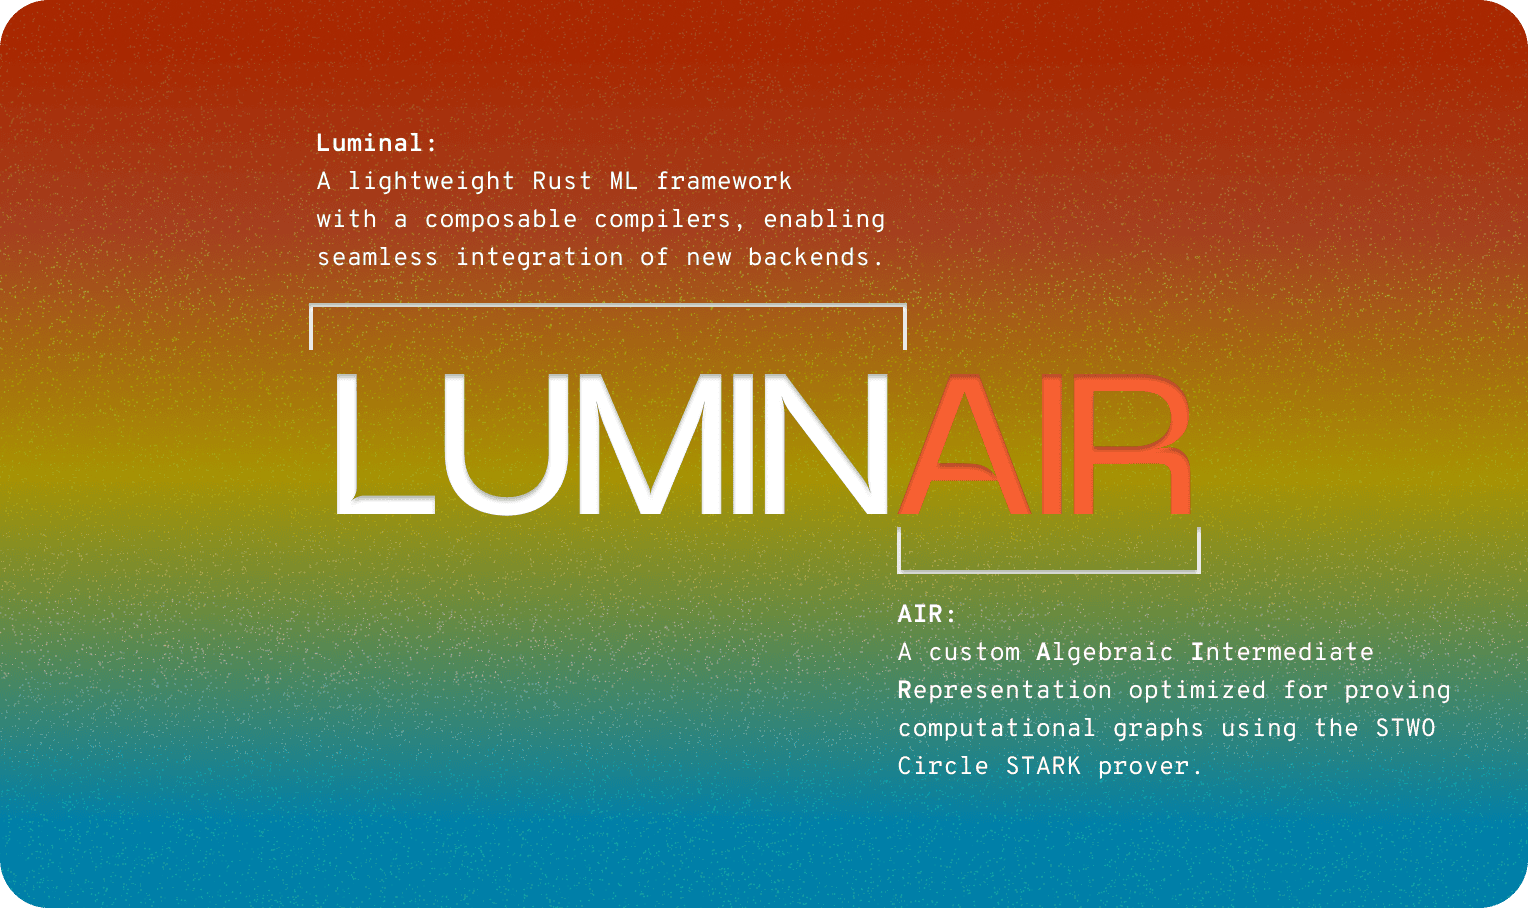 Luminal:
A lightweight Rust ML framework
with a composable compilers, enabling
seamless integration of new backends.
LUMINAIR
AIR:
A custom Algebraic Intermediate
Representation optimized for proving
computational graphs using the STWO
Circle STARK prover.